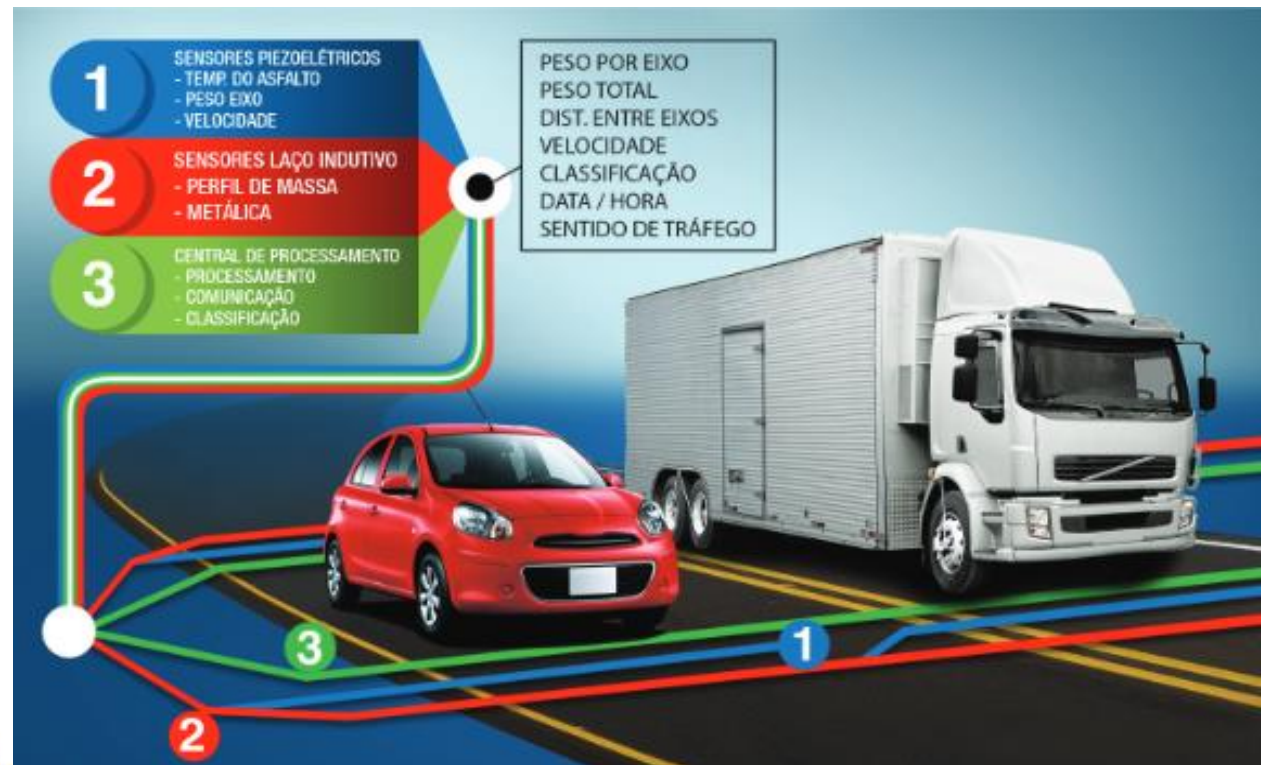 1
SENSORES PIEZOELÉTRICOS
- TEMP. DO ASFALTO
- PESO EIXO
- VELOCIDADE
2
SENSORES LAÇO INDUTIVO
- PERFIL DE MASSA
- METÁLICA
3
CENTRAL DE PROCESSAMENTO
- PROCESSAMENTO
- COMUNICAÇÃO
- CLASSIFICAÇÃO
PESO POR EIXO
PESO TOTAL
DIST. ENTRE EIXOS
VELOCIDADE
CLASSIFICAÇÃO
DATA / HORA
SENTIDO DE TRÁFEGO
3
1
2